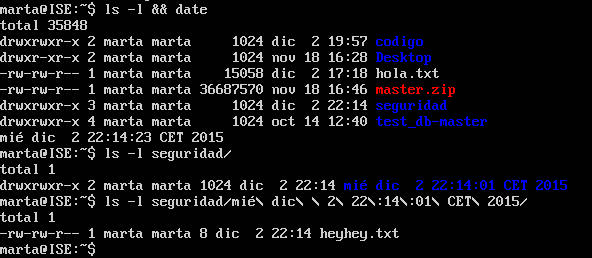 marta@ISE:~$ ls -l && date
total 35848
drwxrwxr-x 2 marta marta     1024 dic  2 19:57 codigo
drwxr-xr-x 2 marta marta     1024 nov 18 16:28 Desktop
-rw-rw-r-- 1 marta marta    15058 dic  2 17:18 hola.txt
-rw-rw-r-- 1 marta marta 36687570 nov 18 16:46 master.zip
drwxrwxr-x 3 marta marta     1024 dic  2 22:14 seguridad
drwxrwxr-x 4 marta marta     1024 oct 14 12:40 test_db-master
mié dic  2 22:14:23 CET 2015
marta@ISE:~$ ls -l seguridad/
total 1
drwxrwxr-x 2 marta marta 1024 dic  2 22:14 mié dic  2 22:14:01 CET 2015
marta@ISE:~$ ls -l seguridad/mié\ dic\ \ 2\ 22\:14\:01\ CET\ 2015/
total 1
-rw-rw-r-- 1 marta marta 8 dic  2 22:14 heyhey.txt
marta@ISE:~$